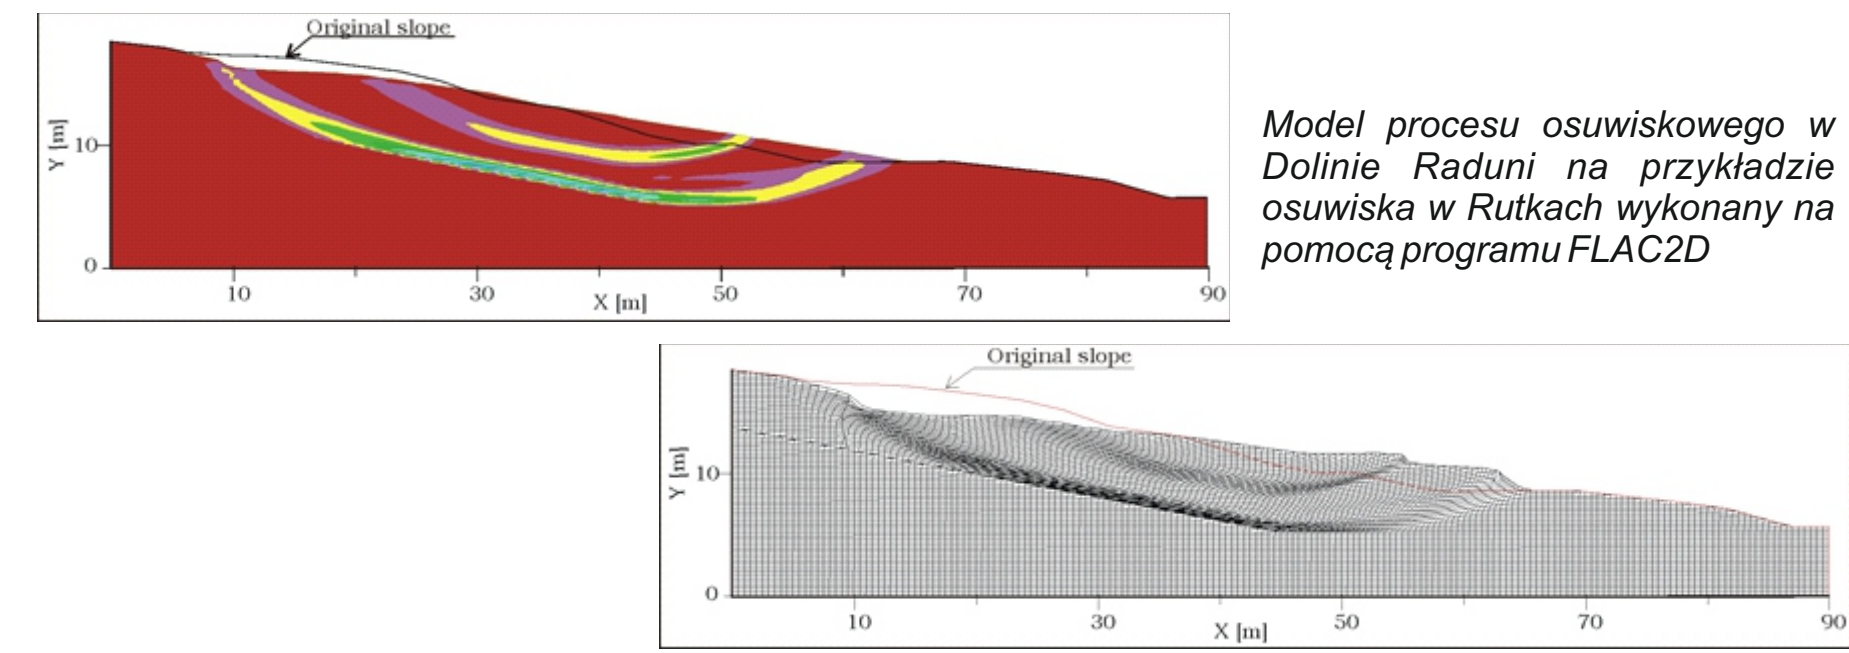 Original slope
Y [m]
10
0
10 30 50 70 90
X [m]
Model procesu osuwiskowego w
Dolinie Raduni na przykładzie
osuwiska w Rutkach wykonany na
pomocą programu FLAC2D
Original slope
Y [m]
10
0
10 30 50 70 90
X [m]